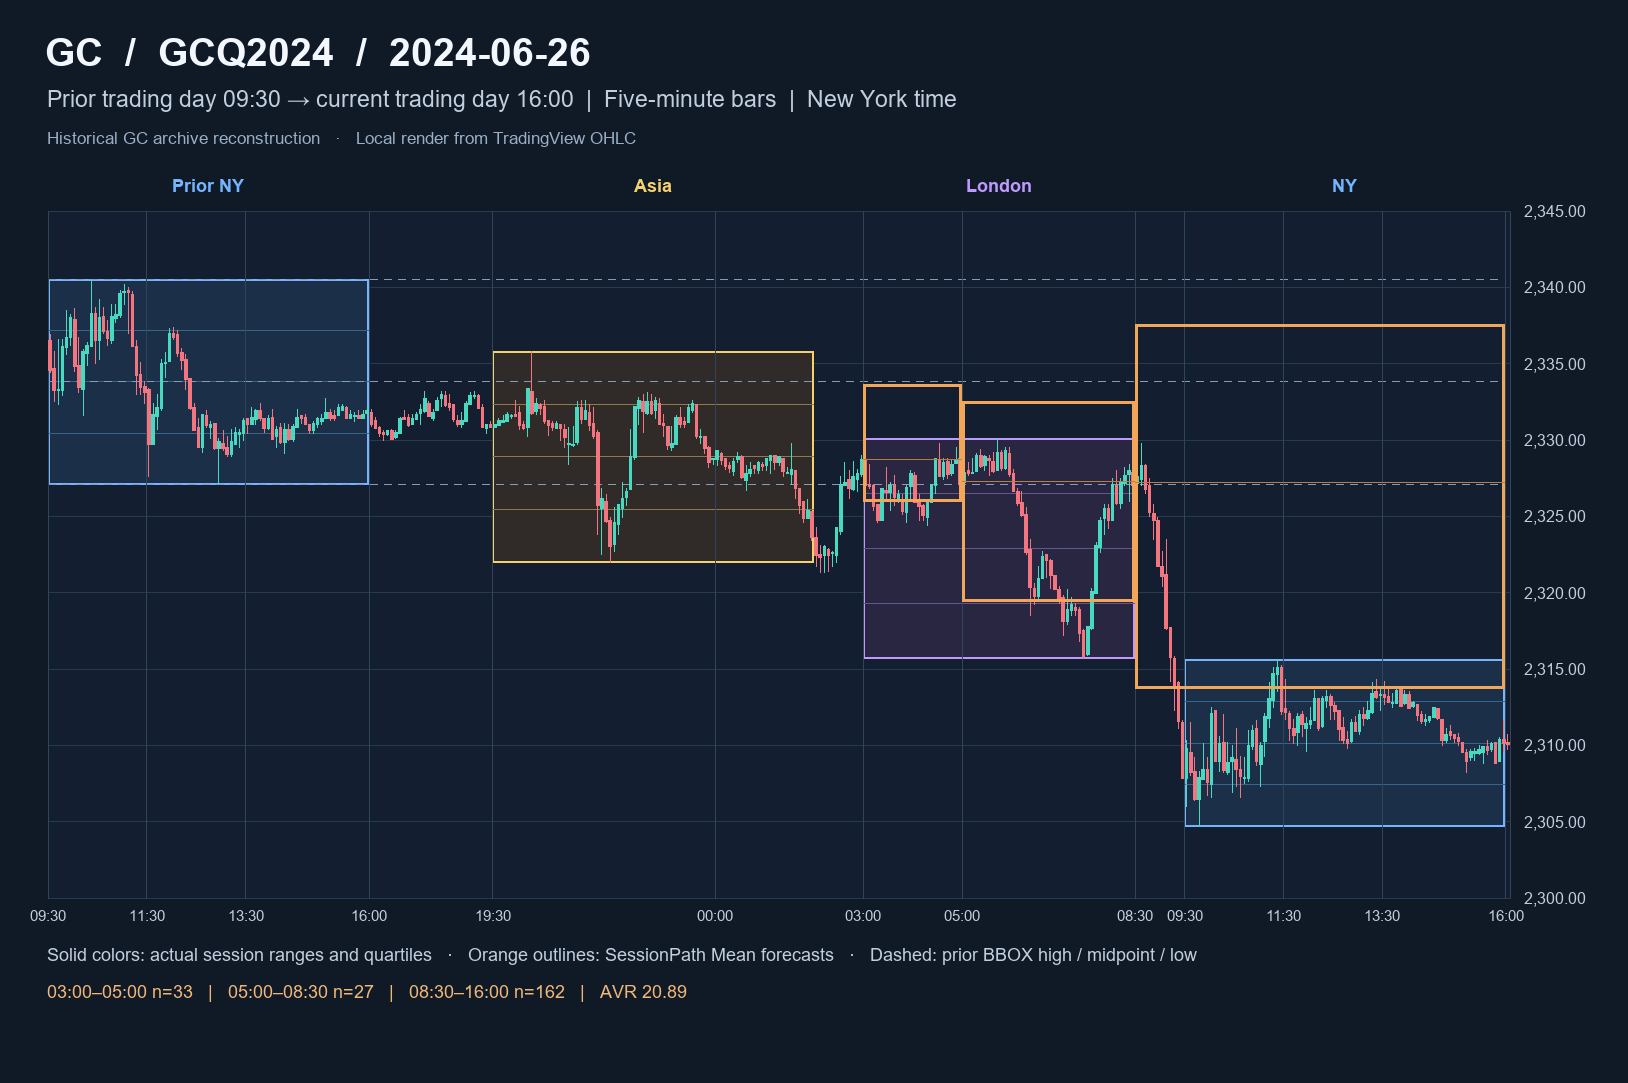 GC / GCQ2024 / 2024-06-26
Prior trading day 09:30 → current trading day 16:00 | Five-minute bars | New York time
Historical GC archive reconstruction · Local render from TradingView OHLC
Prior NY Asia London NY
2,345.00
2,340.00
2,335.00
2,330.00
2,325.00
2,320.00
2,315.00
2,310.00
2,305.00
2,300.00
09:30 11:30 13:30 16:00 19:30 00:00 03:00 05:00 08:30 09:30 11:30 13:30 16:00
Solid colors: actual session ranges and quartiles · Orange outlines: SessionPath Mean forecasts · Dashed: prior BBOX high / midpoint / low
03:00–05:00 n=33 | 05:00–08:30 n=27 | 08:30–16:00 n=162 | AVR 20.89